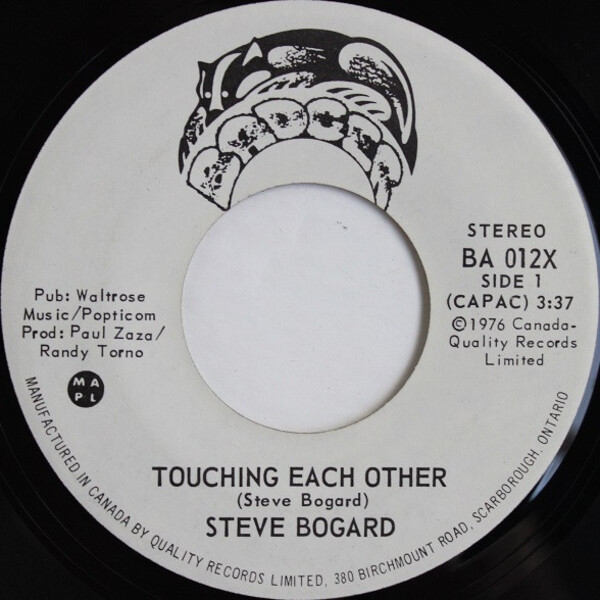 STEREO
BA 012X
SIDE 1
(CAPAC) 3:37
©1976 Canada-
Quality Records
Limited
Pub: Waltrose
Music/Popticom
Prod: Paul Zaza/
Randy Torno
MA
PL
TOUCHING EACH OTHER
(Steve Bogard)
STEVE BOGARD
MANUFACTURED IN CANADA BY QUALITY RECORDS LIMITED, 380 BIRCHMOUNT ROAD, SCARBOROUGH, ONTARIO